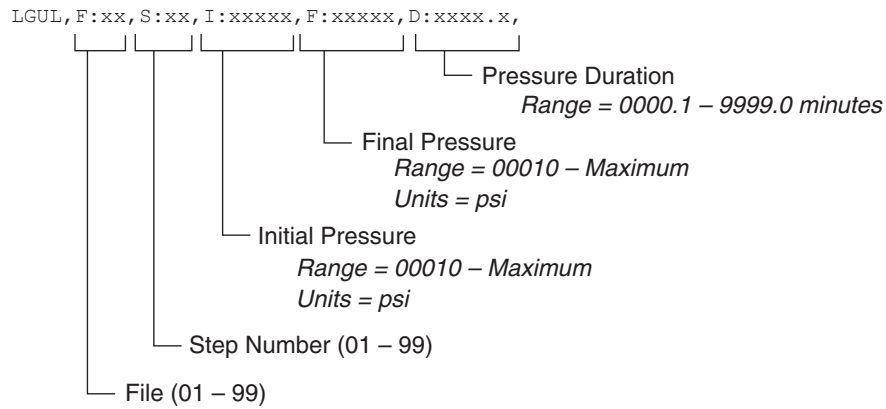 LGUL,F:xx,S:xx,I:xxxxx,F:xxxxx,D:xxxx.x,
Pressure Duration
Range = 0000.1 – 9999.0 minutes
Final Pressure
Range = 00010 – Maximum
Units = psi
Initial Pressure
Range = 00010 – Maximum
Units = psi
Step Number (01 – 99)
File (01 – 99)